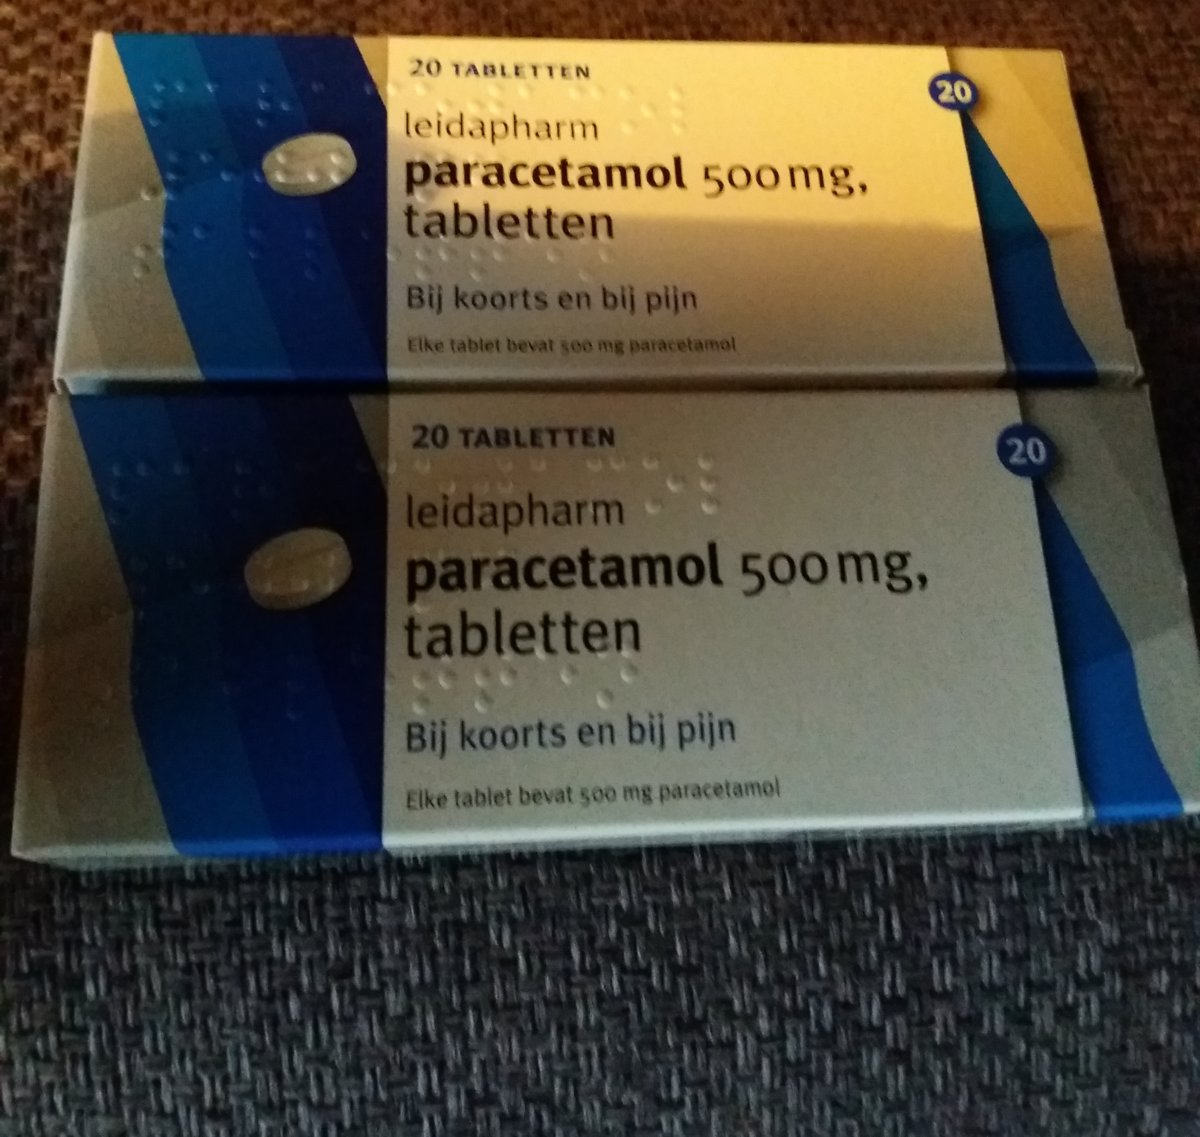 20 TABLETTEN
20
leidapharm
paracetamol 500 mg,
tabletten
Bij koorts en bij pijn
Elke tablet bevat 500 mg paracetamol
20 TABLETTEN
20
leidapharm
paracetamol 500 mg,
tabletten
Bij koorts en bij pijn
Elke tablet bevat 500 mg paracetamol